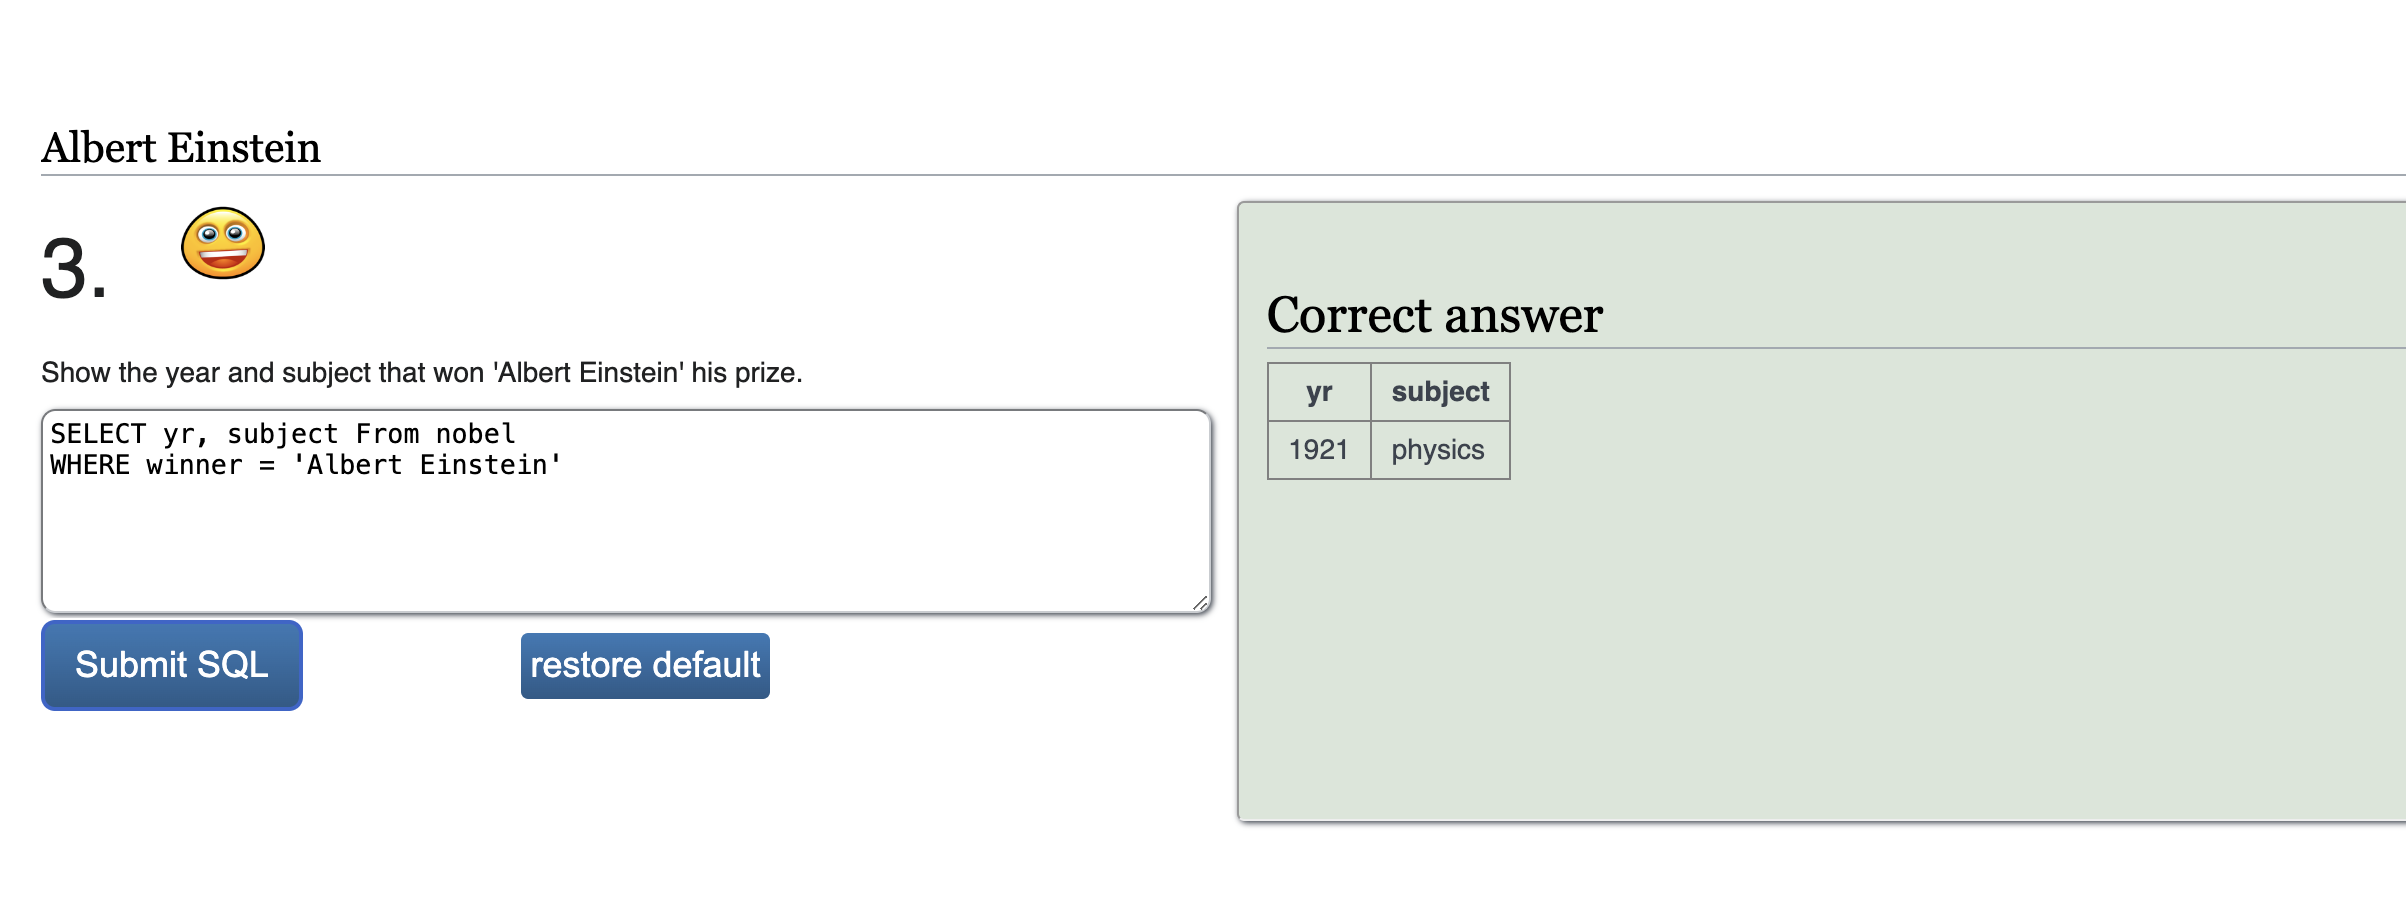 Albert Einstein
3.
Show the year and subject that won 'Albert Einstein' his prize.
SELECT yr, subject From nobel
WHERE winner = 'Albert Einstein'
Submit SQL
restore default
Correct answer
yr subject
1921 physics